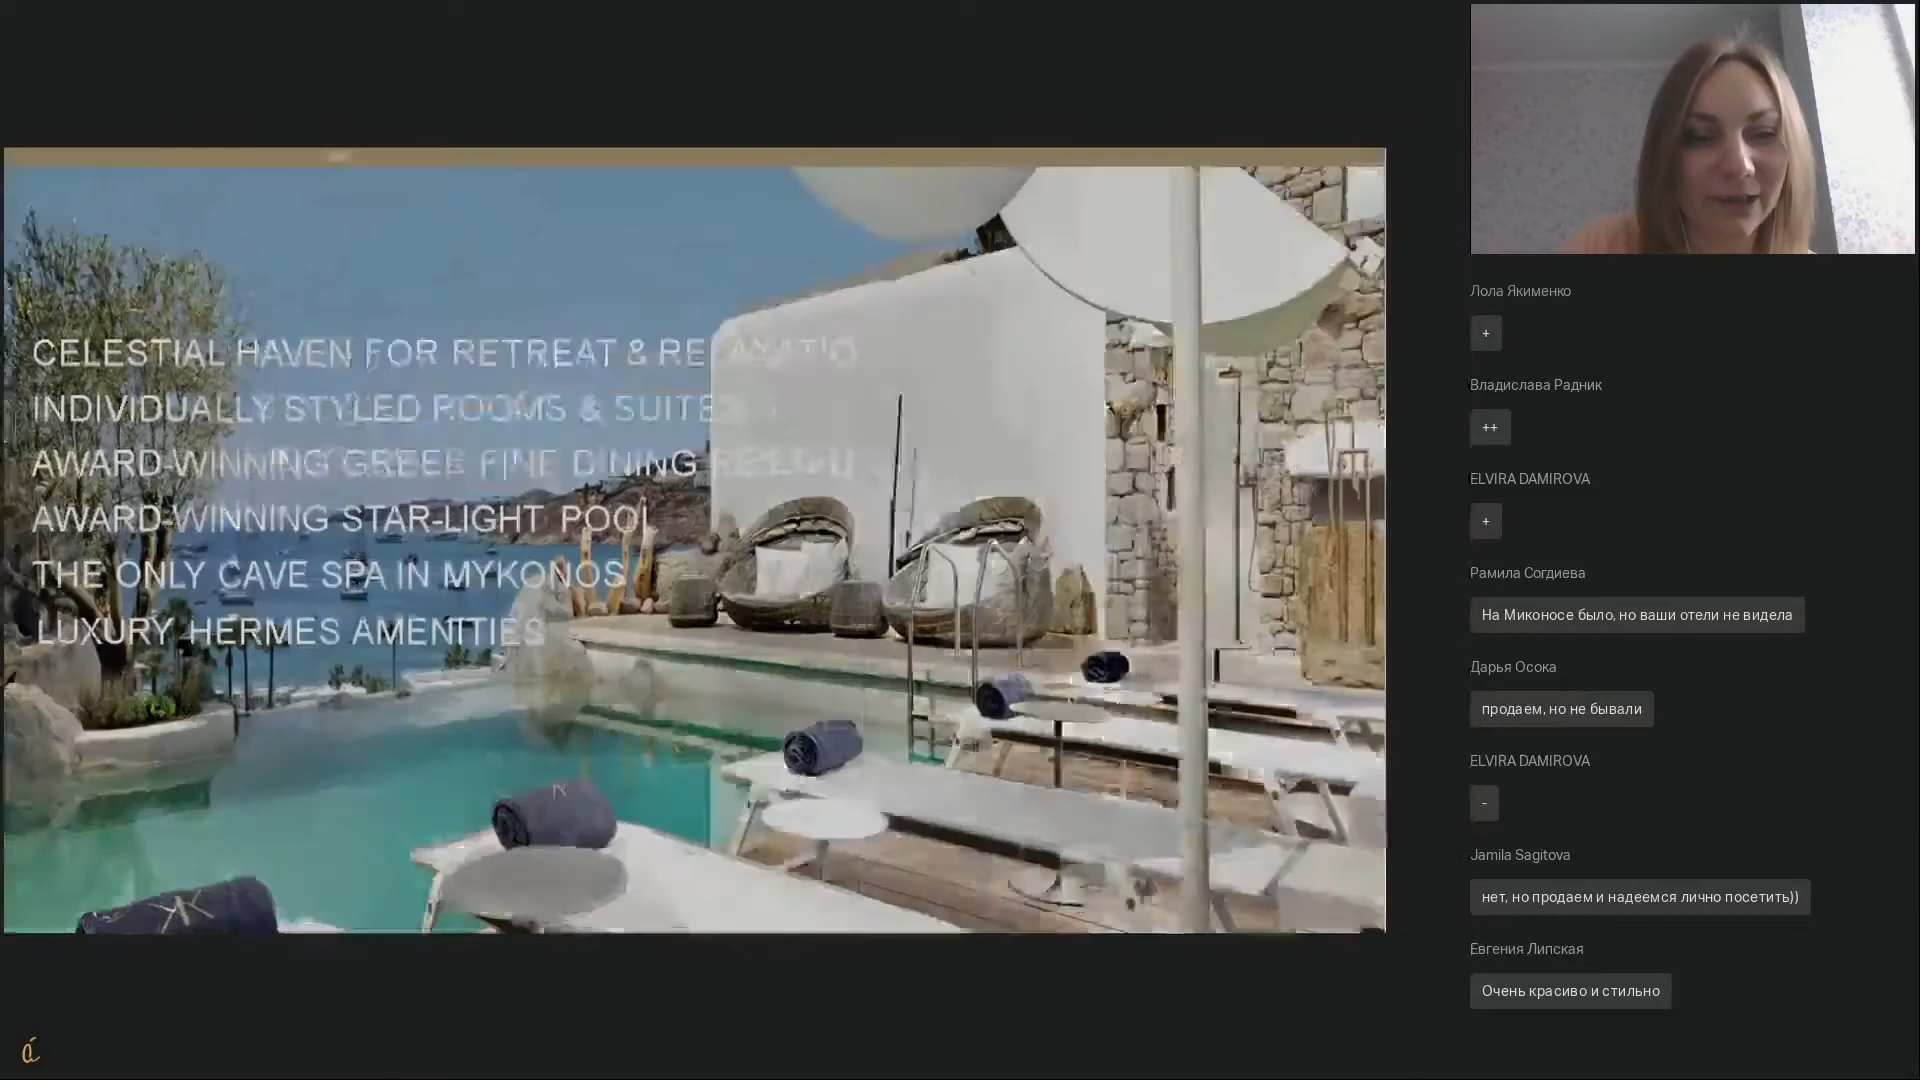 CELESTIAL HAVEN FOR RETREAT &
INDIVIDUALLY STYLED ROOMS & SUITES
AWARD-WINNING FINE DINING
AWARD-WINNING STAR-LIGHT POOL
THE ONLY CAVE SPA IN MYKONOS
LUXURY HERMES AMENITIES
Лола Якименко
+
Владислава Радник
++
ELVIRA DAMIROVA
+
Рамила Согдиева
На Миконосе было, но ваши отели не видела
Дарья Осока
продаем, но не бывали
ELVIRA DAMIROVA
-
Jamila Sagitova
нет, но продаем и надеемся лично посетить))
Евгения Липская
Очень красиво и стильно